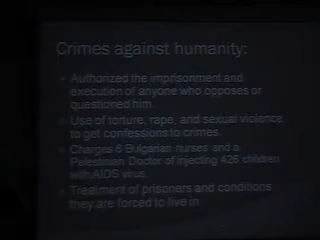 Crimes against humanity:
Authorized the imprisonment and
execution of anyone who opposes or
questioned him.
Use of torture, rape, and sexual violence
to get confessions to crimes.
Charges 6 Bulgarian nurses and a
Palestinian Doctor of injecting 426 children
with AIDS virus.
Treatment of prisoners and conditions
they are forced to live in